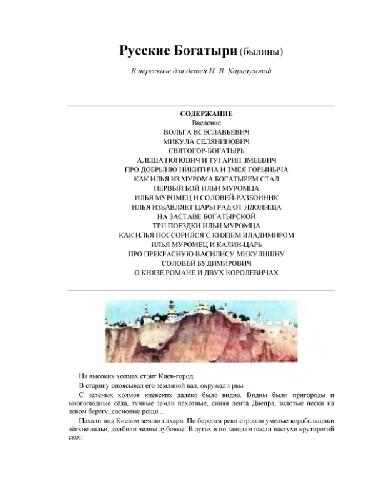 Русские Богатыри (былины)
В пересказе для детей И. В. Карнауховой
СОДЕРЖАНИЕ
Введение
ВОЛЬГА ВСЕСЛАВЬЕВИЧ
МИКУЛА СЕЛЯНИНОВИЧ
СВЯТОГОР-БОГАТЫРЬ
АЛЕША ПОПОВИЧ И ТУГАРИН ЗМЕЕВИЧ
ПРО ДОБРЫНЮ НИКИТИЧА И ЗМЕЯ ГОРЫНЫЧА
КАК ИЛЬЯ ИЗ МУРОМА БОГАТЫРЕМ СТАЛ
ПЕРВЫЙ БОЙ ИЛЬИ МУРОМЦА
ИЛЬЯ МУРОМЕЦ И СОЛОВЕЙ-РАЗБОЙНИК
ИЛЬЯ ИЗБАВЛЯЕТ ЦАРЬГРАД ОТ ИДОЛИЩА
НА ЗАСТАВЕ БОГАТЫРСКОЙ
ТРИ ПОЕЗДКИ ИЛЬИ МУРОМЦА
КАК ИЛЬЯ ПОССОРИЛСЯ С КНЯЗЕМ ВЛАДИМИРОМ
ИЛЬЯ МУРОМЕЦ И КАЛИН-ЦАРЬ
ПРО ПРЕКРАСНУЮ ВАСИЛИСУ МИКУЛИШНУ
СОЛОВЕЙ БУДИМИРОВИЧ
О КНЯЗЕ РОМАНЕ И ДВУХ КОРОЛЕВИЧАХ
На высоких холмах стоит Киев-город.
В старину опоясывал его земляной вал, окружали рвы.
С зеленых холмов киевских далеко было видно. Видны были пригороды и
многолюдные сёла, тучные земли пахотные, синяя лента Днепра, золотые пески на
левом берегу, сосновые рощи...
Пахали под Киевом землю пахари. По берегам реки строили умелые корабельщики
лёгкие ладьи, долбили челны дубовые. В лугах и по заводям пасли пастухи круторогий
скот.